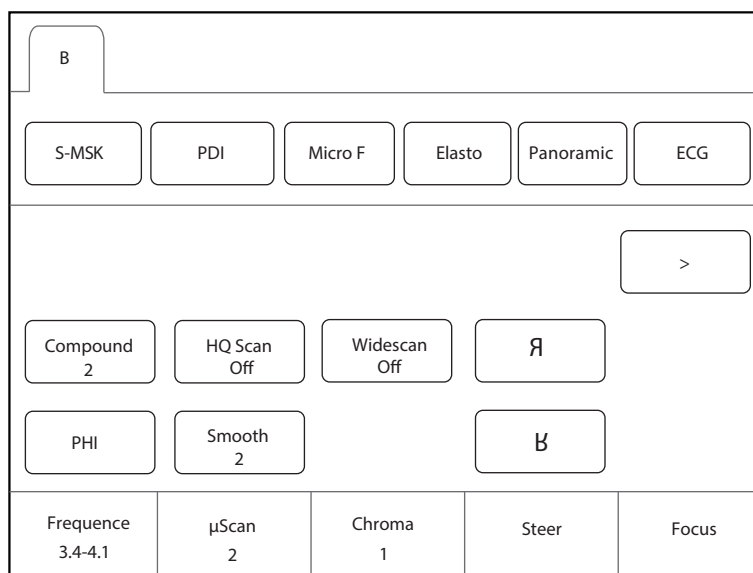 B
S-MSK
PDI
Micro F
Elasto
Panoramic
ECG
>
Compound
2
HQ Scan
Off
Widescan
Off
Я
PHI
Smooth
2
ᴚ
Frequence
3.4-4.1
µScan
2
Chroma
1
Steer
Focus